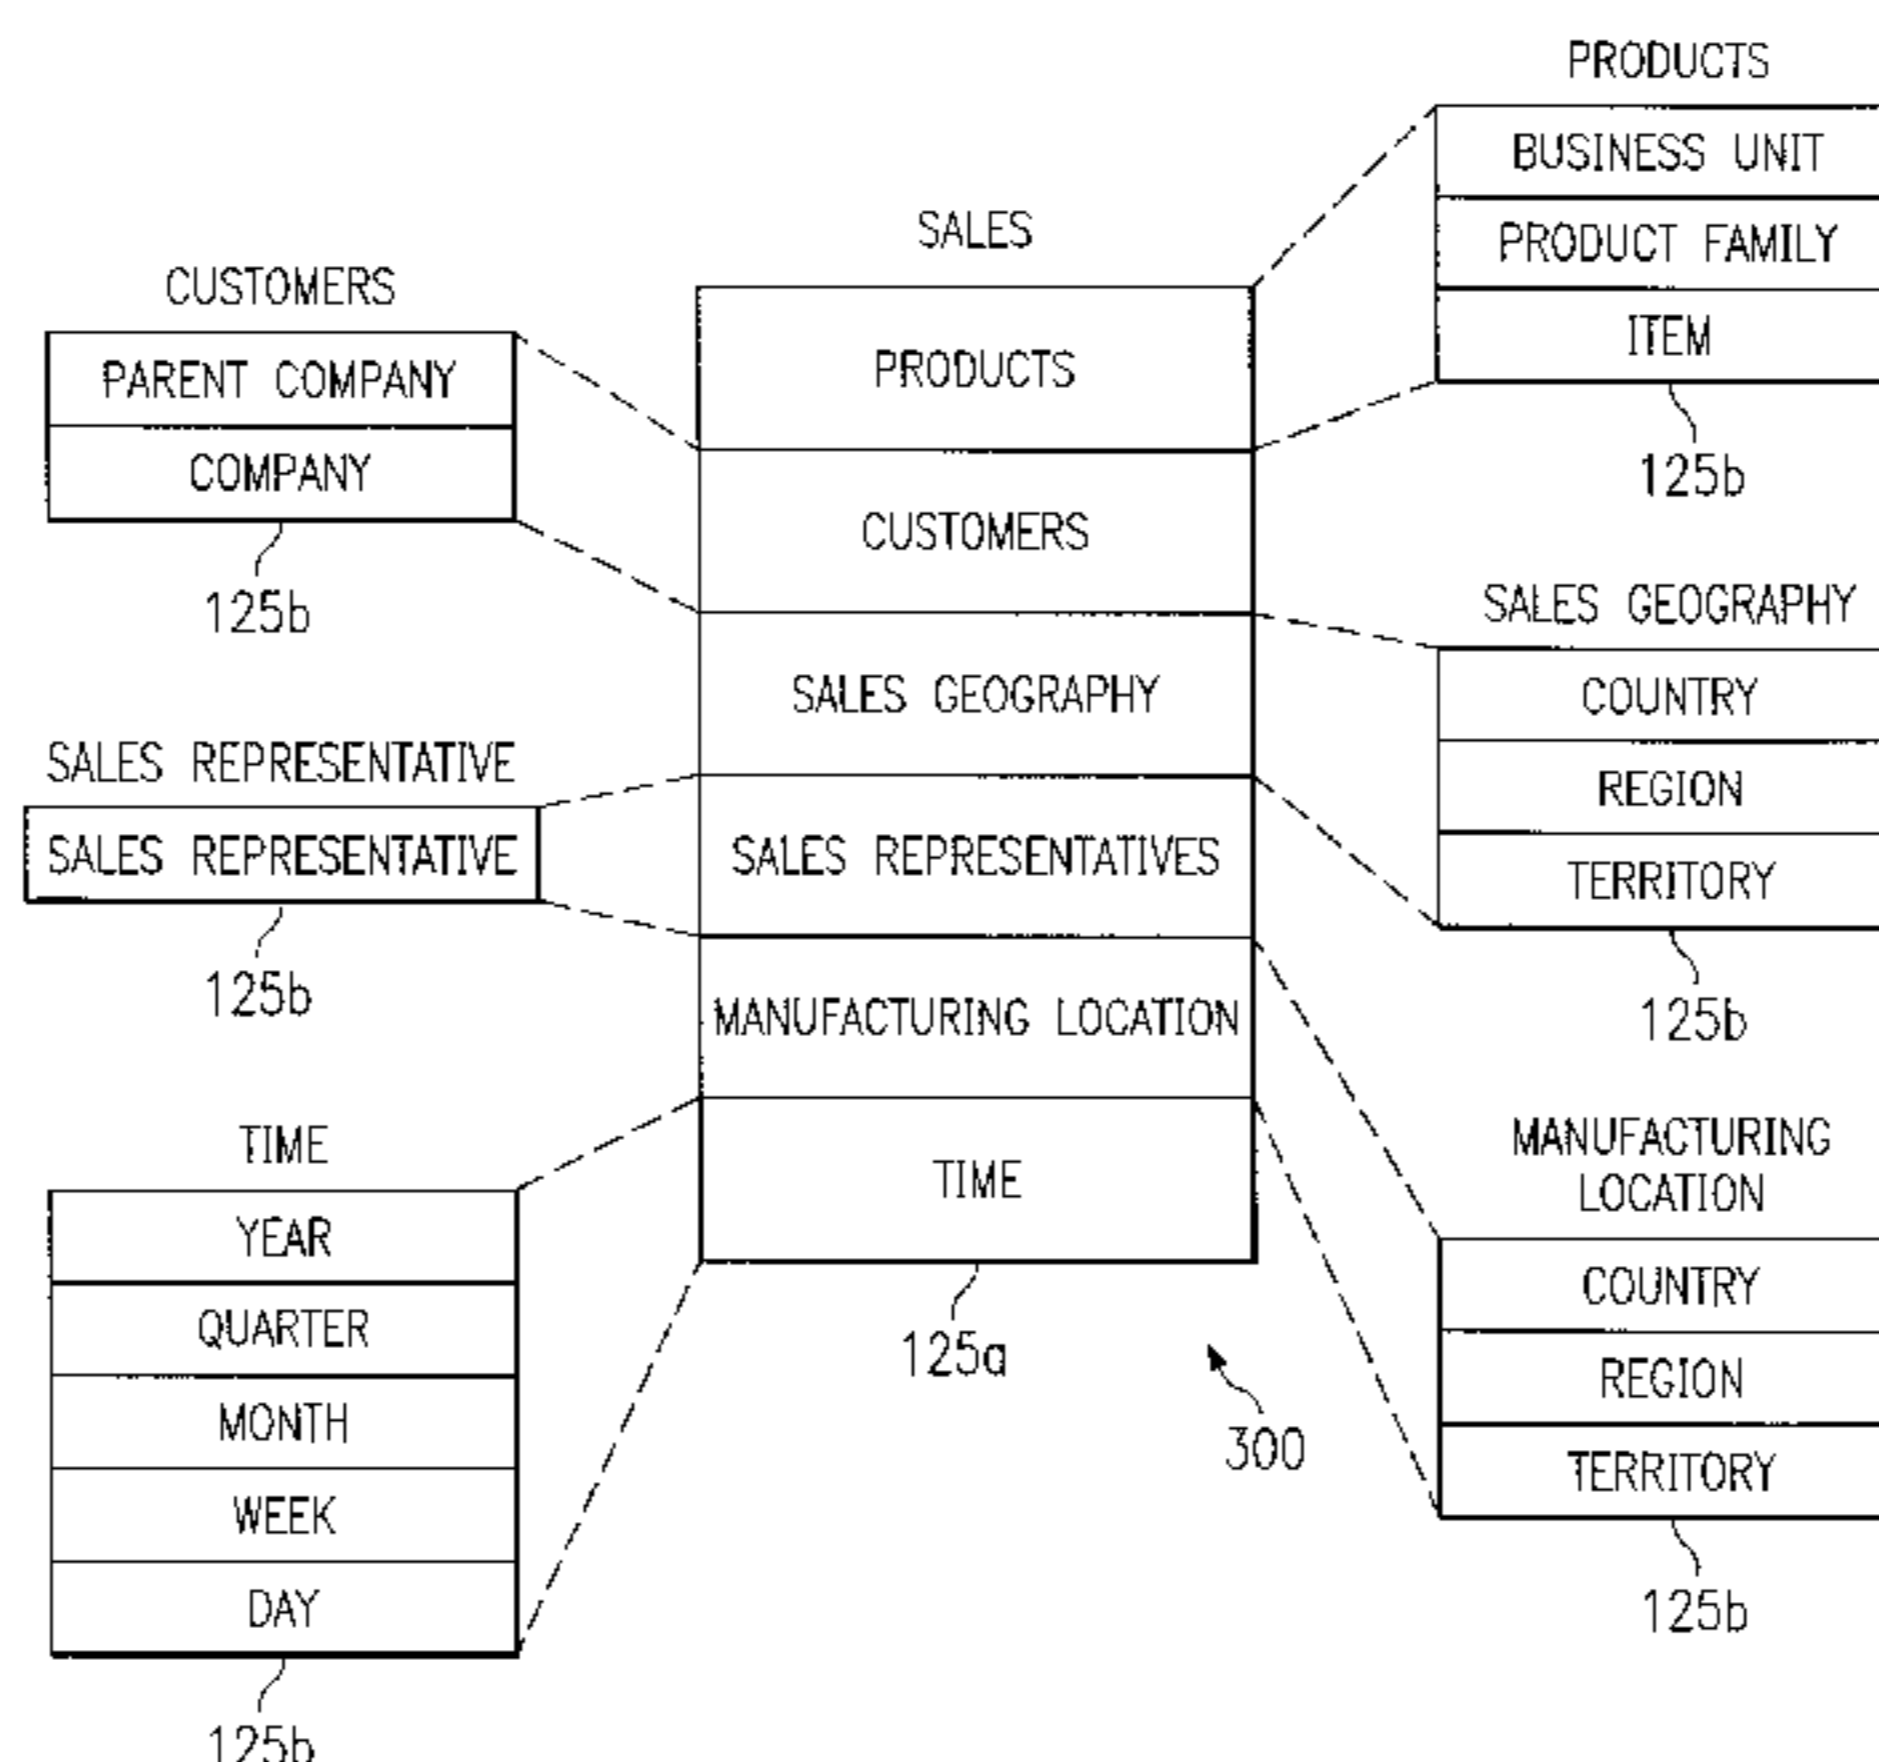 PRODUCTS
BUSINESS UNIT
PRODUCT FAMILY
ITEM
125b
SALES
PRODUCTS
CUSTOMERS
SALES GEOGRAPHY
SALES REPRESENTATIVES
MANUFACTURING LOCATION
TIME
125a
300
CUSTOMERS
PARENT COMPANY
COMPANY
125b
SALES GEOGRAPHY
COUNTRY
REGION
TERRITORY
125b
SALES REPRESENTATIVE
SALES REPRESENTATIVE
125b
MANUFACTURING
LOCATION
COUNTRY
REGION
TERRITORY
125b
TIME
YEAR
QUARTER
MONTH
WEEK
DAY
125b